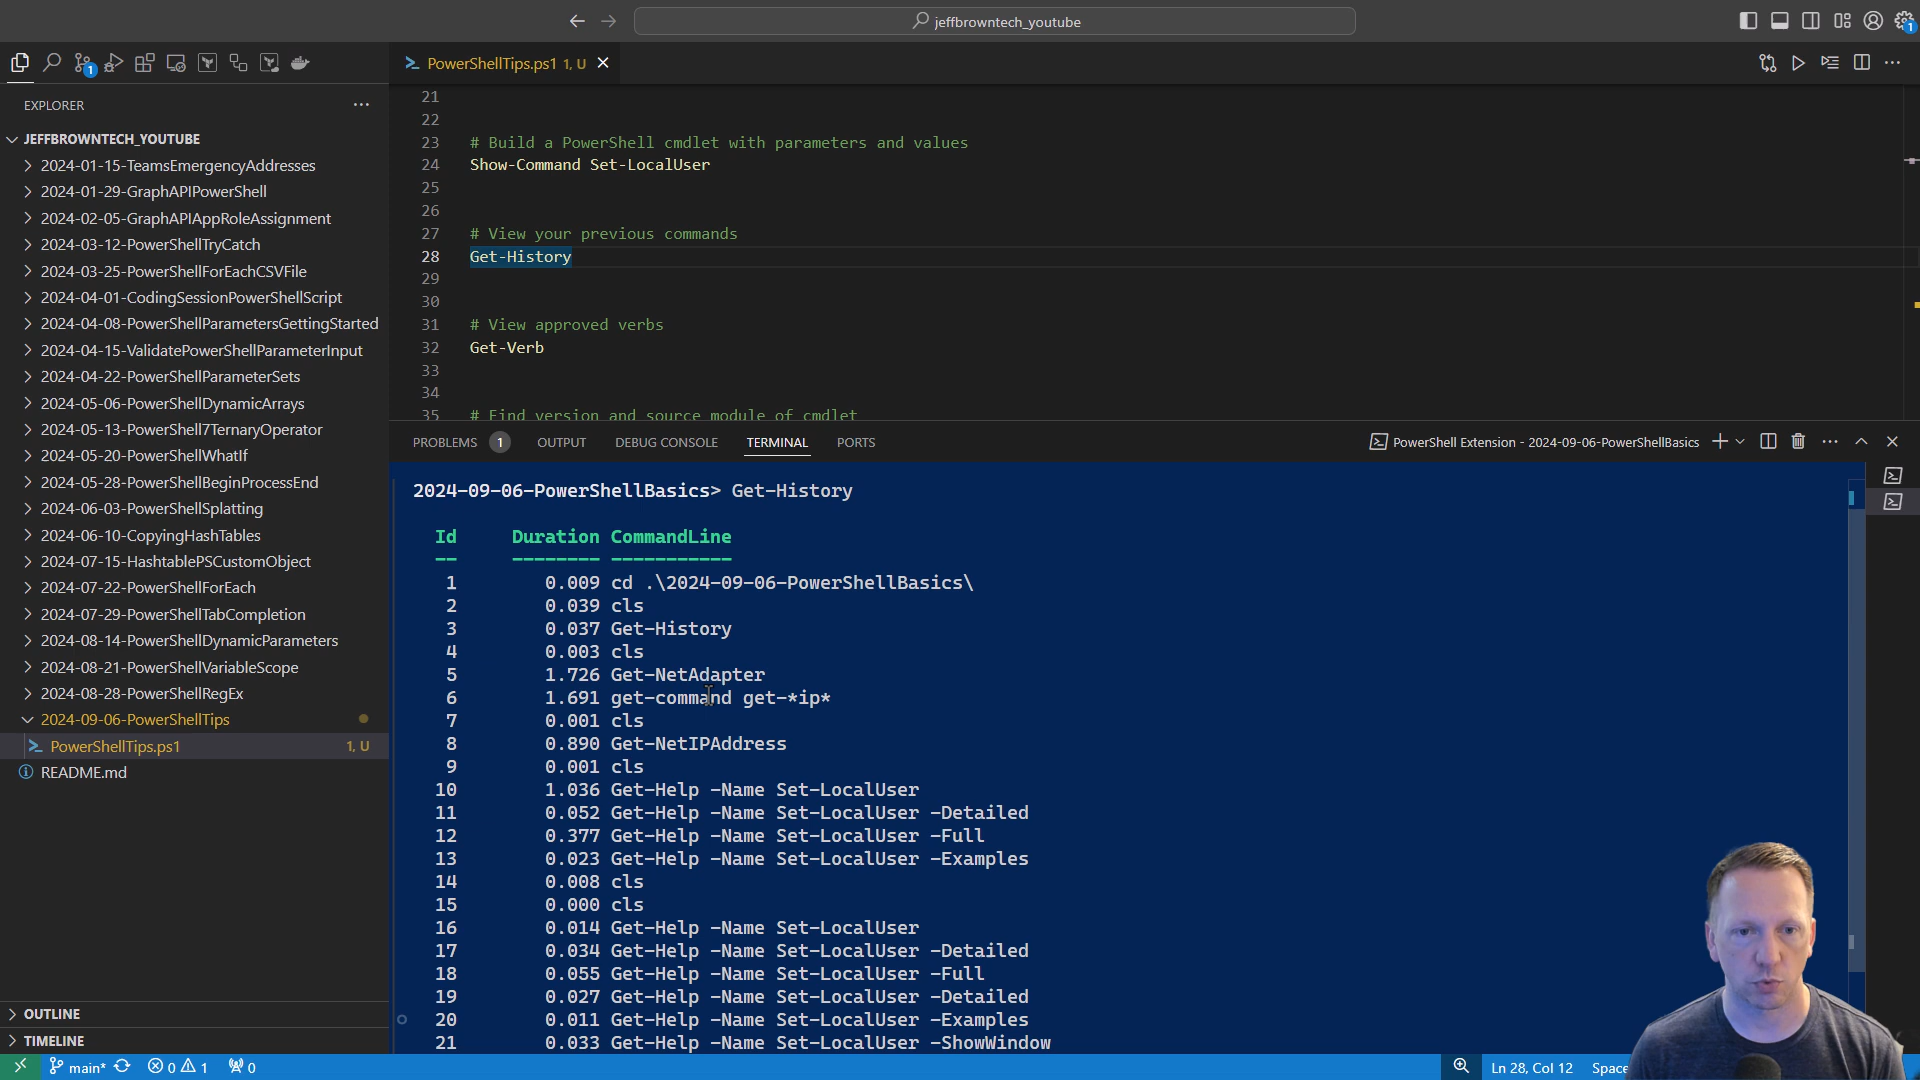 jeffbrowntech_youtube
1
1
PowerShellTips.ps1 1, U
EXPLORER
JEFFBROWNTECH_YOUTUBE
2024-01-15-TeamsEmergencyAddresses
2024-01-29-GraphAPIPowerShell
2024-02-05-GraphAPIAppRoleAssignment
2024-03-12-PowerShellTryCatch
2024-03-25-PowerShellForEachCSVFile
2024-04-01-CodingSessionPowerShellScript
2024-04-08-PowerShellParametersGettingStarted
2024-04-15-ValidatePowerShellParameterInput
2024-04-22-PowerShellParameterSets
2024-05-06-PowerShellDynamicArrays
2024-05-13-PowerShell7TernaryOperator
2024-05-20-PowerShellWhatIf
2024-05-28-PowerShellBeginProcessEnd
2024-06-03-PowerShellSplatting
2024-06-10-CopyingHashTables
2024-07-15-HashtablePSCustomObject
2024-07-22-PowerShellForEach
2024-07-29-PowerShellTabCompletion
2024-08-14-PowerShellDynamicParameters
2024-08-21-PowerShellVariableScope
2024-08-28-PowerShellRegEx
2024-09-06-PowerShellTips
PowerShellTips.ps1 1, U
README.md
OUTLINE
TIMELINE
21
22
23 # Build a PowerShell cmdlet with parameters and values
24 Show-Command Set-LocalUser
25
26
27 # View your previous commands
28 Get-History
29
30
31 # View approved verbs
32 Get-Verb
33
34
35 # Find version and source module of cmdlet
PROBLEMS 1 OUTPUT DEBUG CONSOLE TERMINAL PORTS
PowerShell Extension - 2024-09-06-PowerShellBasics
2024-09-06-PowerShellBasics> Get-History
Id Duration CommandLine
-- -------- -----------
1 0.009 cd .\2024-09-06-PowerShellBasics\
2 0.039 cls
3 0.037 Get-History
4 0.003 cls
5 1.726 Get-NetAdapter
6 1.691 get-command get-*ip*
7 0.001 cls
8 0.890 Get-NetIPAddress
9 0.001 cls
10 1.036 Get-Help -Name Set-LocalUser
11 0.052 Get-Help -Name Set-LocalUser -Detailed
12 0.377 Get-Help -Name Set-LocalUser -Full
13 0.023 Get-Help -Name Set-LocalUser -Examples
14 0.008 cls
15 0.000 cls
16 0.014 Get-Help -Name Set-LocalUser
17 0.034 Get-Help -Name Set-LocalUser -Detailed
18 0.055 Get-Help -Name Set-LocalUser -Full
19 0.027 Get-Help -Name Set-LocalUser -Detailed
20 0.011 Get-Help -Name Set-LocalUser -Examples
21 0.033 Get-Help -Name Set-LocalUser -ShowWindow
main* 0 1 0
Ln 28, Col 12 Space